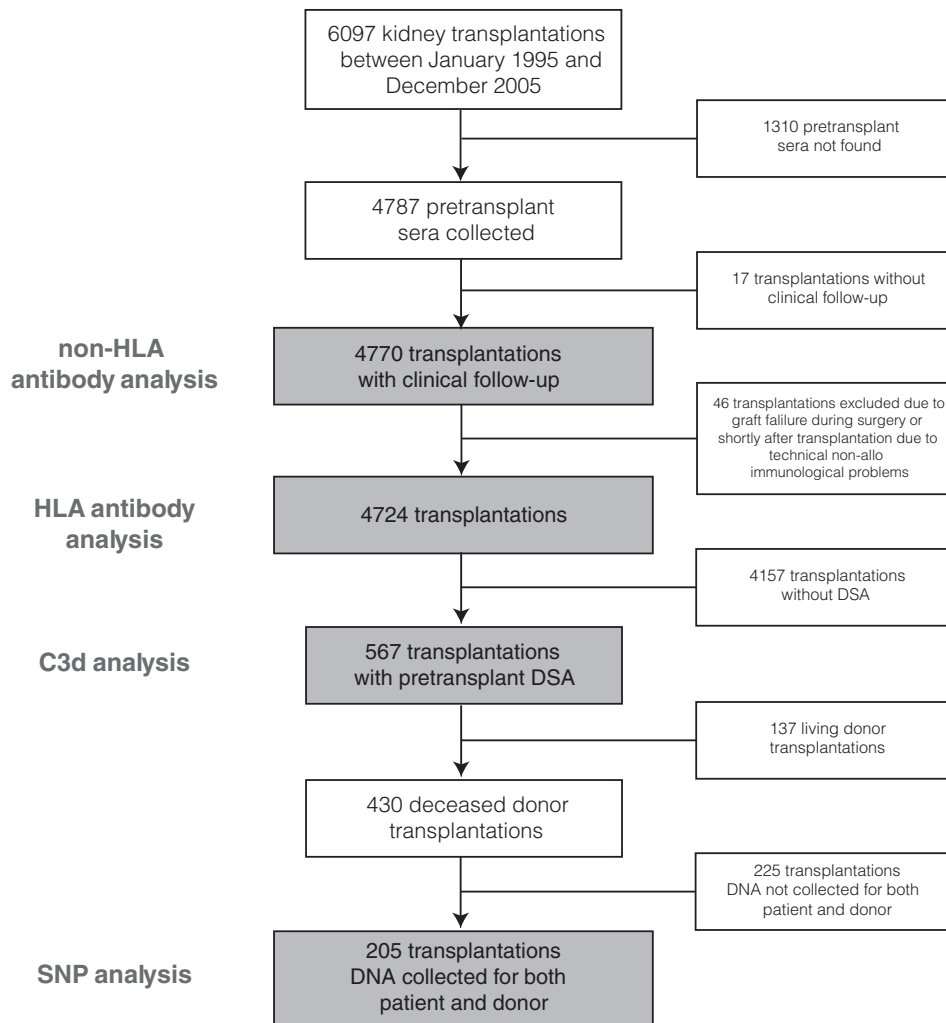 6097 kidney transplantations
between January 1995 and
December 2005
1310 pretransplant
sera not found
4787 pretransplant
sera collected
17 transplantations without
clinical follow-up
non-HLA
antibody analysis
4770 transplantations
with clinical follow-up
46 transplantations excluded due to
graft falilure during surgery or
shortly after transplantation due to
technical non-allo
immunological problems
HLA antibody
analysis
4724 transplantations
4157 transplantations
without DSA
C3d analysis
567 transplantations
with pretransplant DSA
137 living donor
transplantations
430 deceased donor
transplantations
225 transplantations
DNA not collected for both
patient and donor
SNP analysis
205 transplantations
DNA collected for both
patient and donor